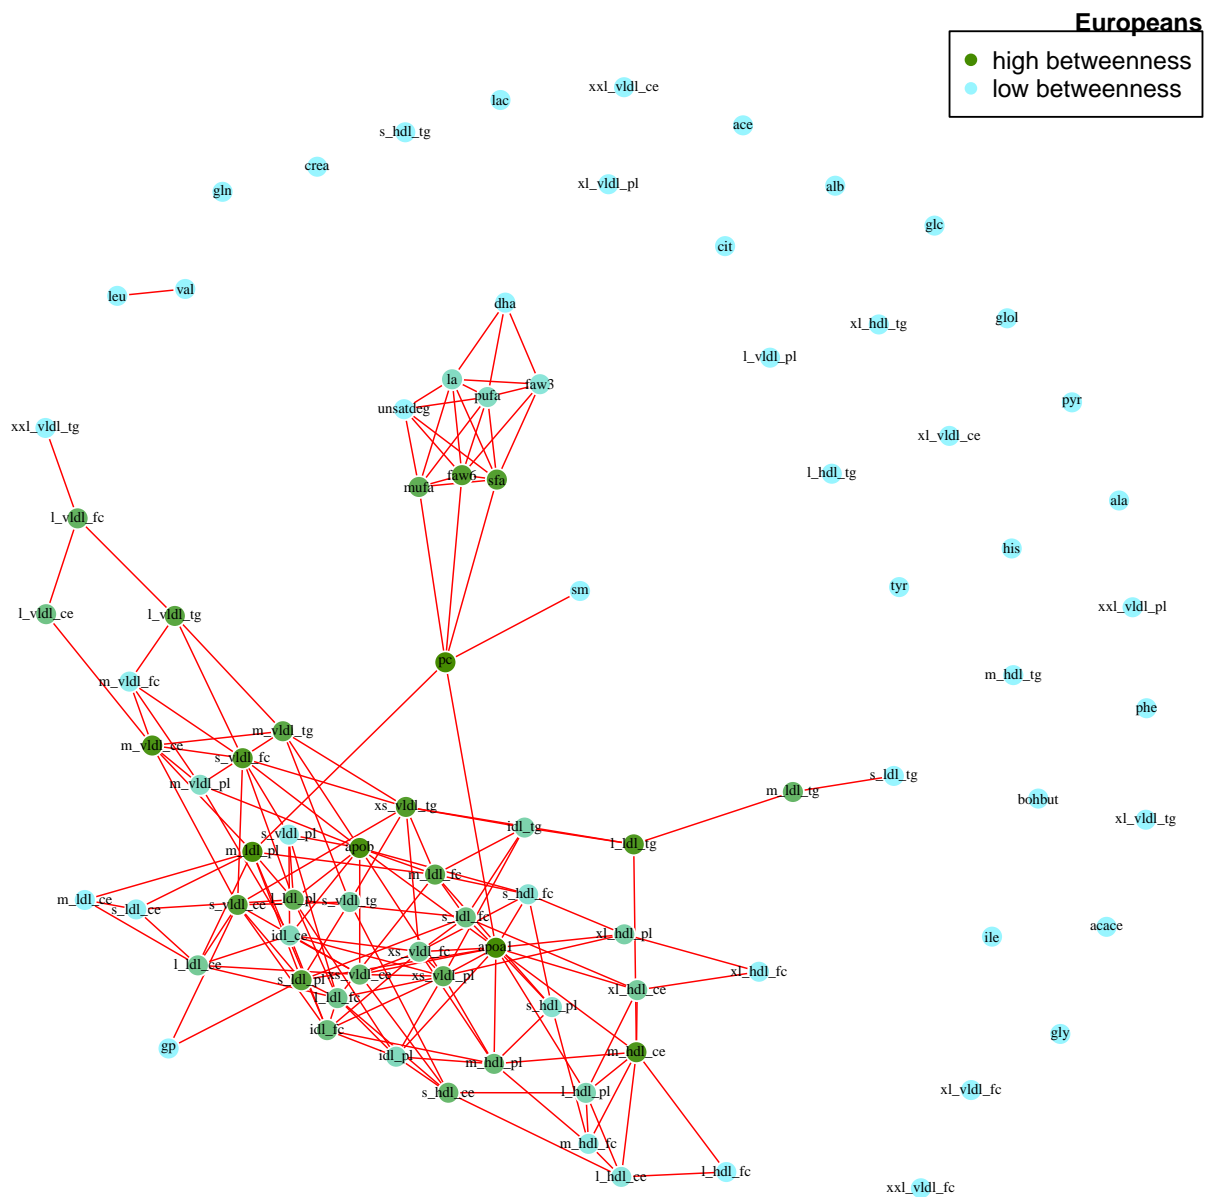 Europeans
high betweenness
low betweenness
xxl_vldl_ce
lac
ace
s_hdl_tg
crea
xl_vldl_pl
alb
gln
glc
cit
val
leu
dha
glol
xl_hdl_tg
l_vldl_pl
la
faw3
pufa
pyr
unsatdeg
xxl_vldl_tg
xl_vldl_ce
l_hdl_tg
faw6
sfa
mufa
ala
l_vldl_fc
his
tyr
sm
xxl_vldl_pl
l_vldl_ce
l_vldl_tg
pc
m_hdl_tg
m_vldl_fc
phe
m_vldl_tg
m_vldl_ce
s_vldl_fc
s_ldl_tg
m_vldl_pl
m_ldl_tg
bohbut
xs_vldl_tg
xl_vldl_tg
idl_tg
s_vldl_pl
l_ldl_tg
apob
m_ldl_pl
m_ldl_fc
s_hdl_fc
l_ldl_pl
m_ldl_ce
s_vldl_tg
s_vldl_ce
s_ldl_ce
s_ldl_fc
acace
xl_hdl_pl
idl_ce
ile
apoa1
xs_vldl_fc
l_ldl_ce
xl_hdl_fc
xs_vldl_ce
xs_vldl_pl
s_ldl_pl
xl_hdl_ce
l_ldl_fc
s_hdl_pl
idl_fc
gly
gp
m_hdl_ce
idl_pl
m_hdl_pl
xl_vldl_fc
s_hdl_ce
l_hdl_pl
m_hdl_fc
l_hdl_fc
l_hdl_ce
xxl_vldl_fc